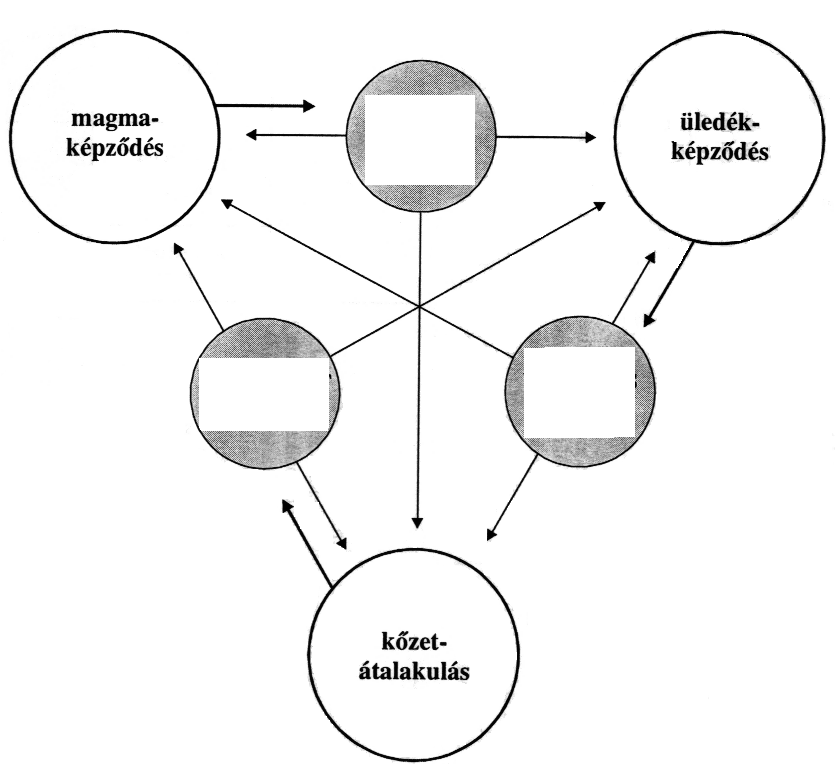 magma-
képződés
üledék-
képződés
kőzet-
átalakulás